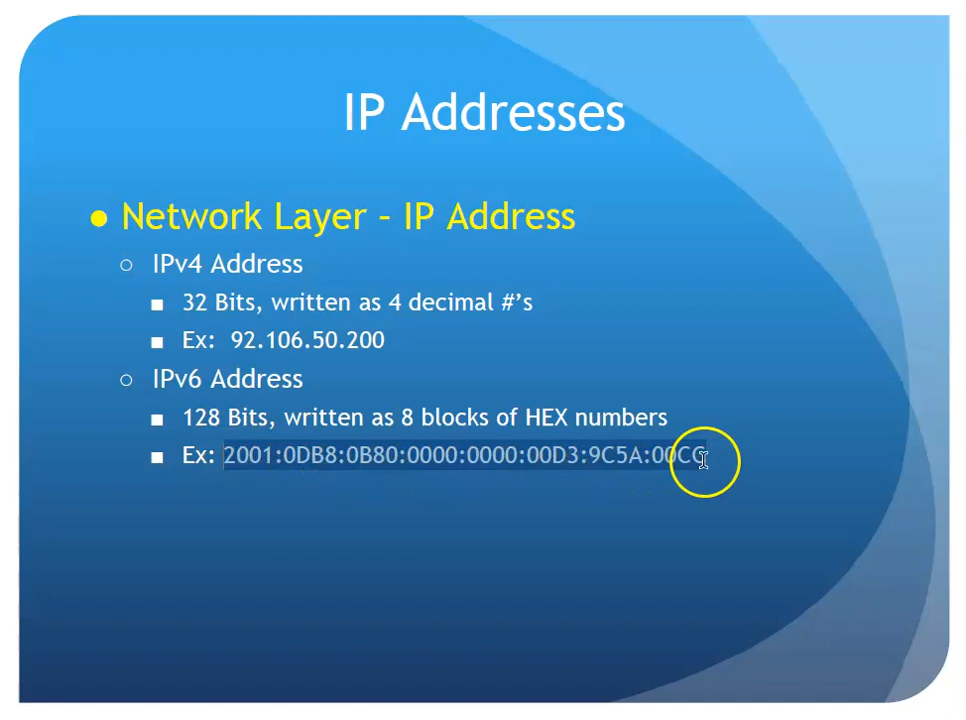 IP Addresses
● Network Layer – IP Address
○ IPv4 Address
■ 32 Bits, written as 4 decimal #’s
■ Ex: 92.106.50.200
○ IPv6 Address
■ 128 Bits, written as 8 blocks of HEX numbers
■ Ex: 2001:0DB8:0B80:0000:0000:00D3:9C5A:00CC